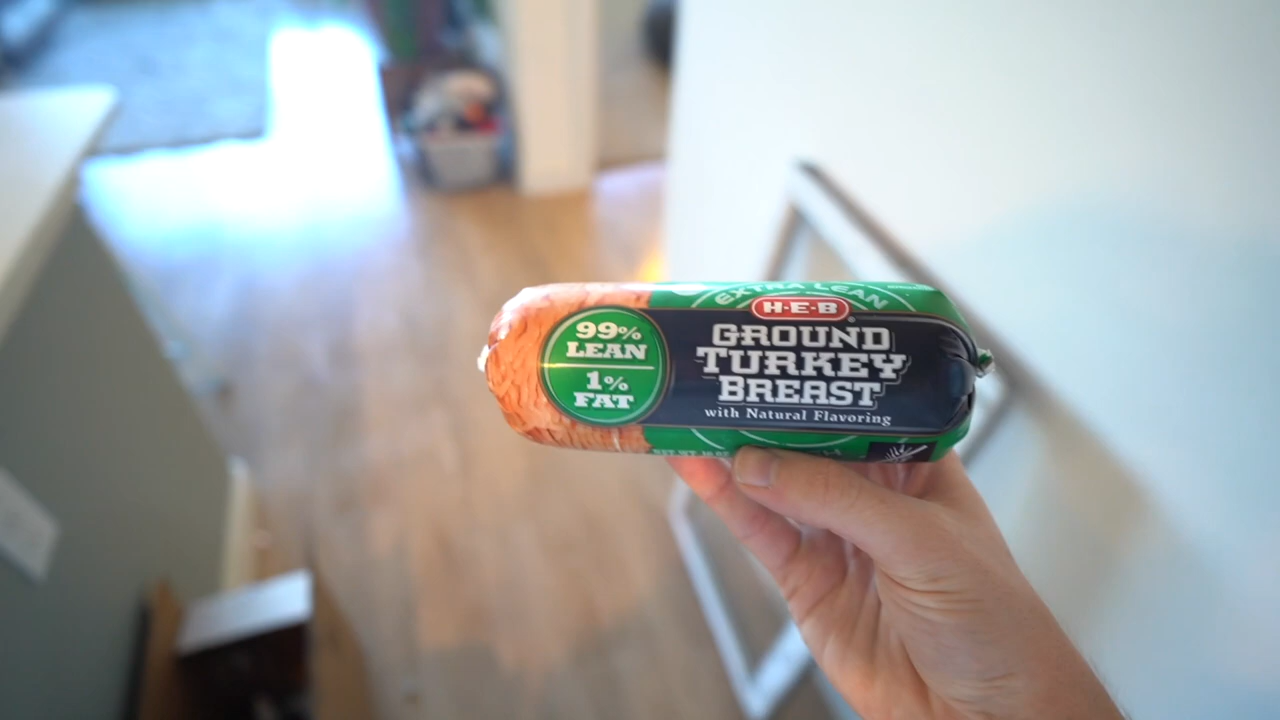 EXTRA LEAN
H-E-B
99%
LEAN
1%
FAT
GROUND
TURKEY
BREAST
with Natural Flavoring